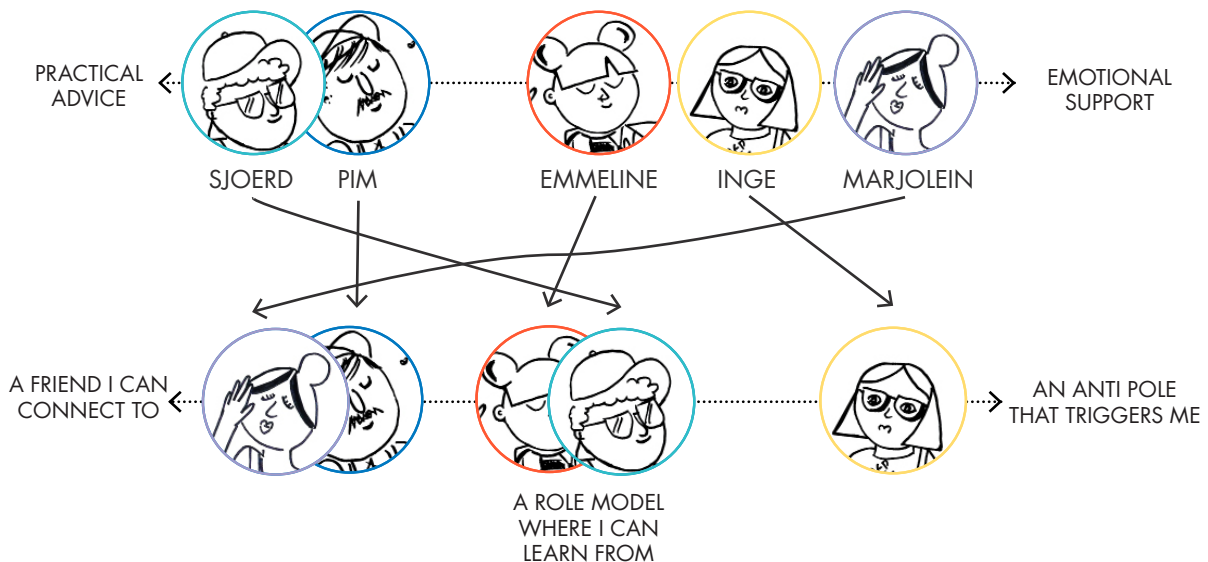 PRACTICAL
ADVICE
EMOTIONAL
SUPPORT
SJOERD
PIM
EMMELINE
INGE
MARJOLEIN
A FRIEND I CAN
CONNECT TO
AN ANTI POLE
THAT TRIGGERS ME
A ROLE MODEL
WHERE I CAN
LEARN FROM